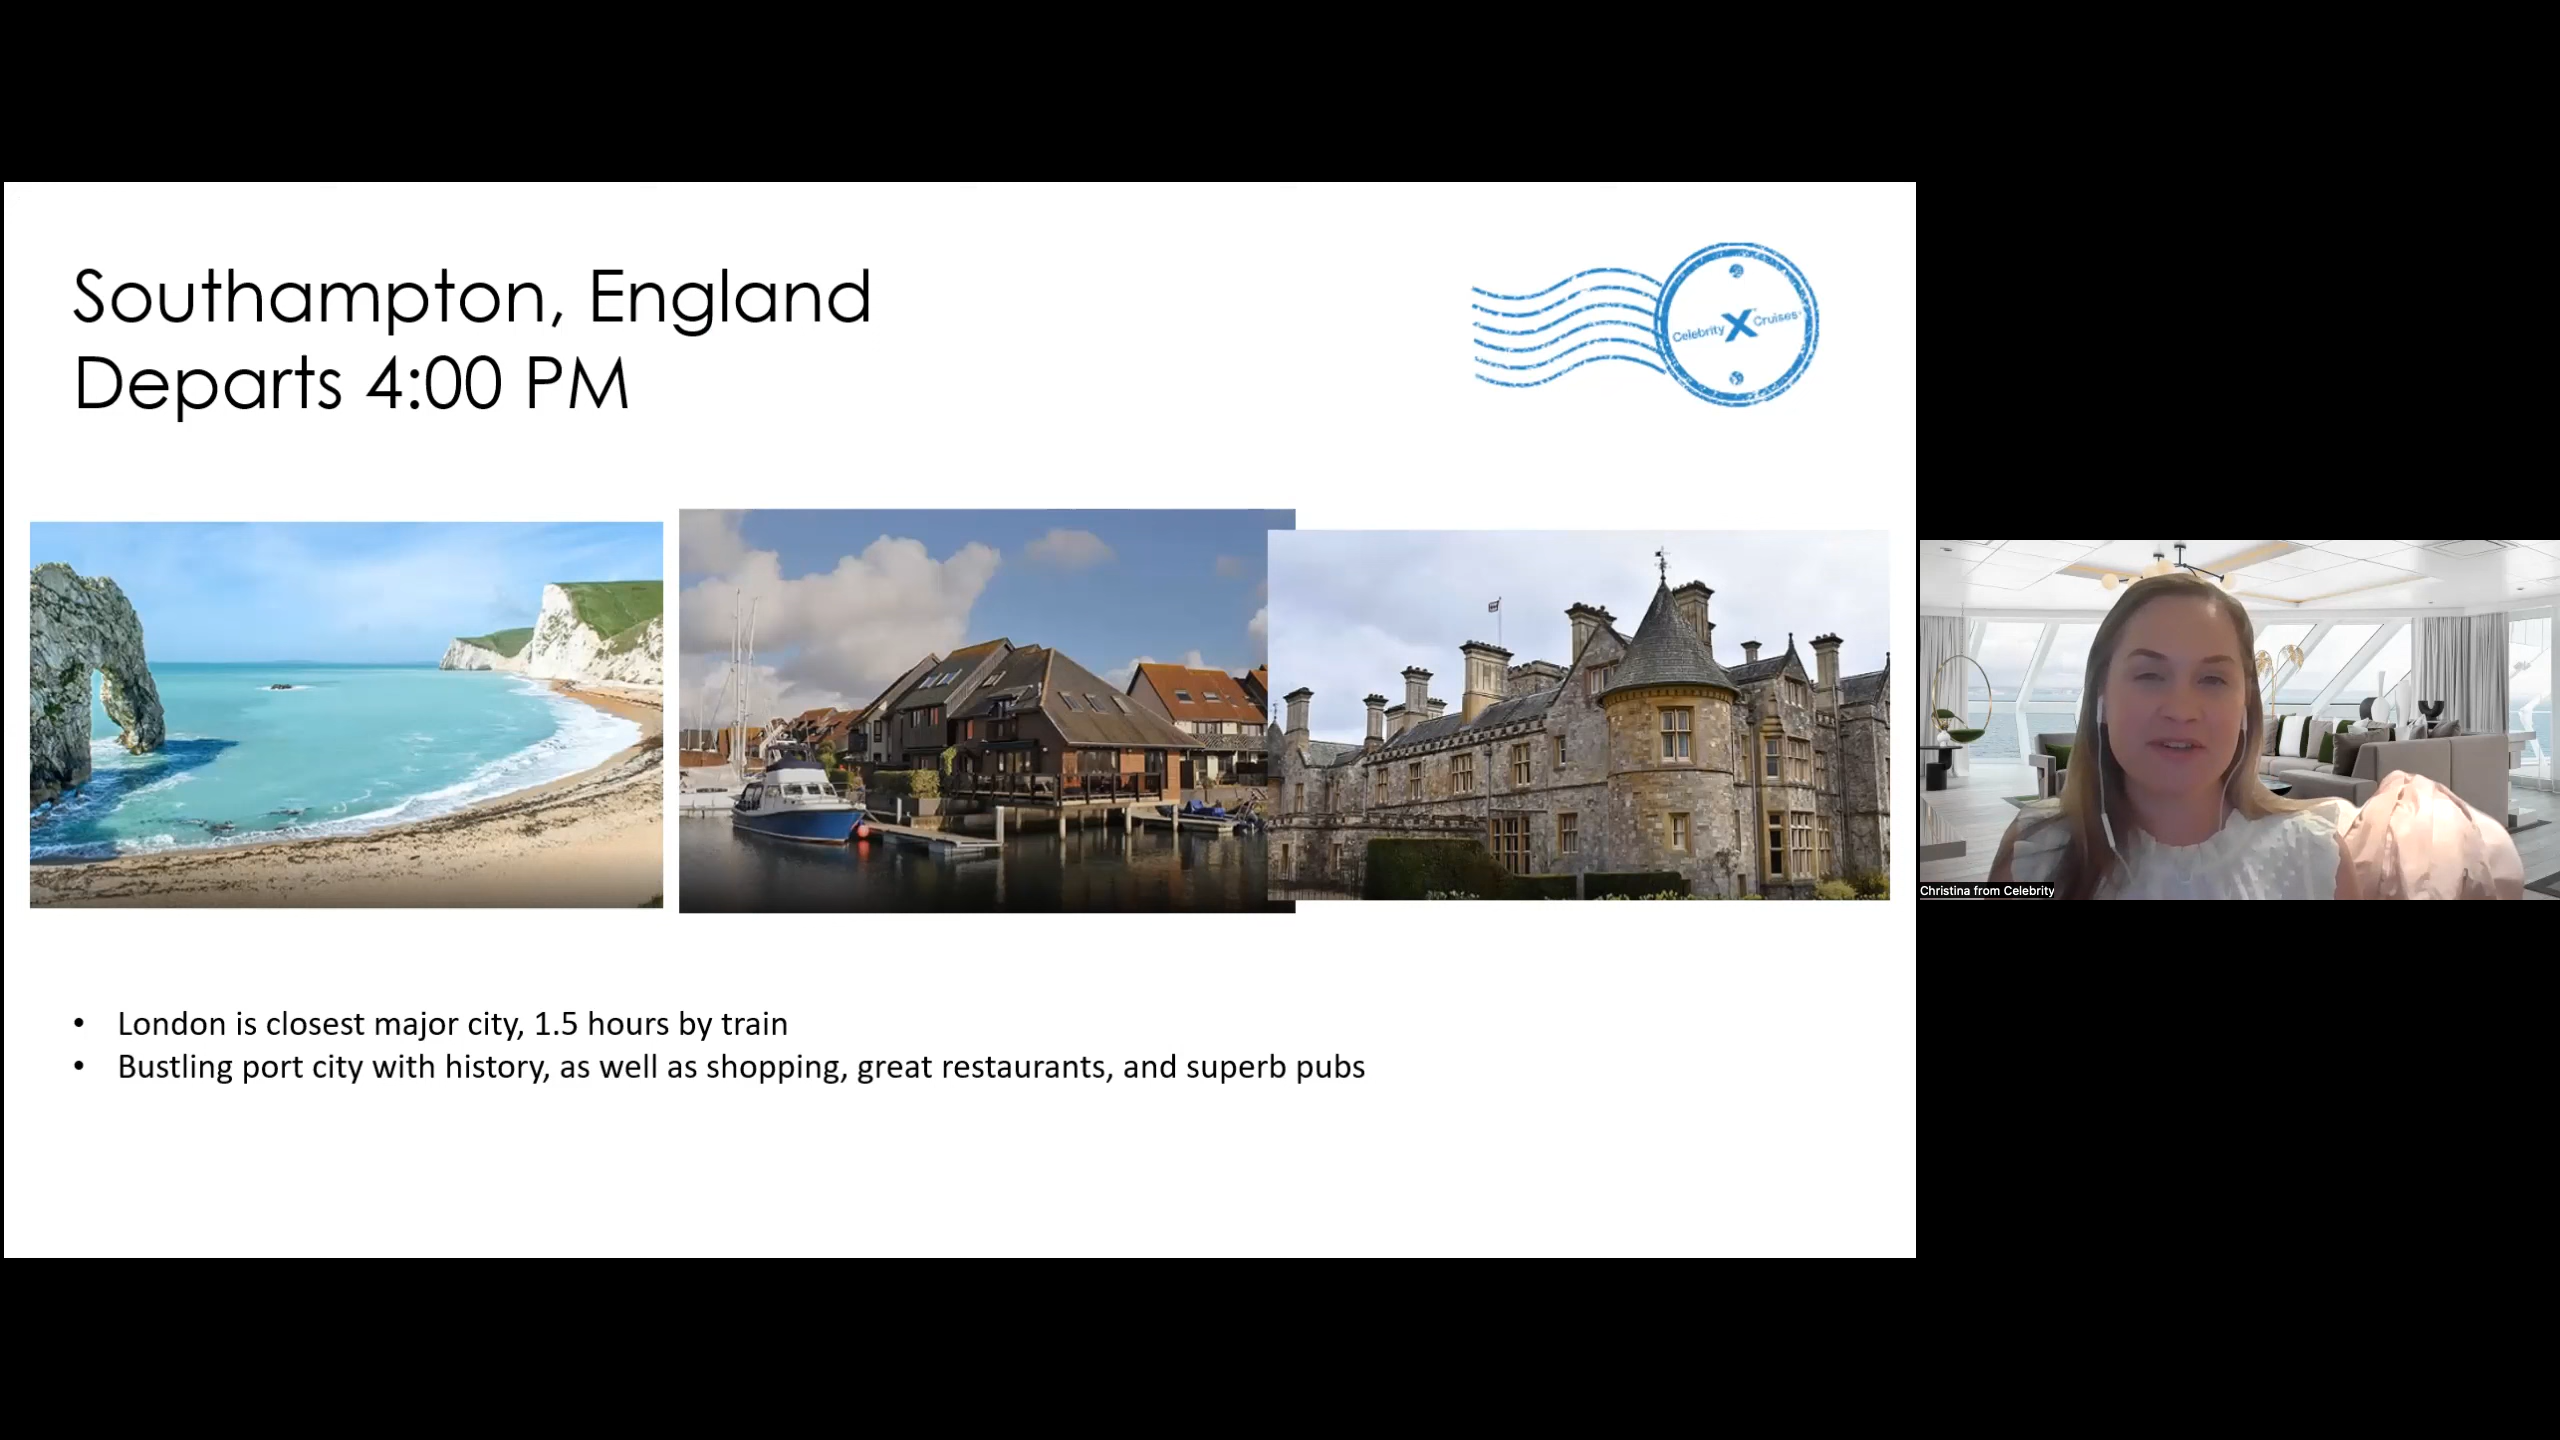 Southampton, England
Departs 4:00 PM
Celebrity X Cruises
• London is closest major city, 1.5 hours by train
• Bustling port city with history, as well as shopping, great restaurants, and superb pubs
Christina from Celebrity